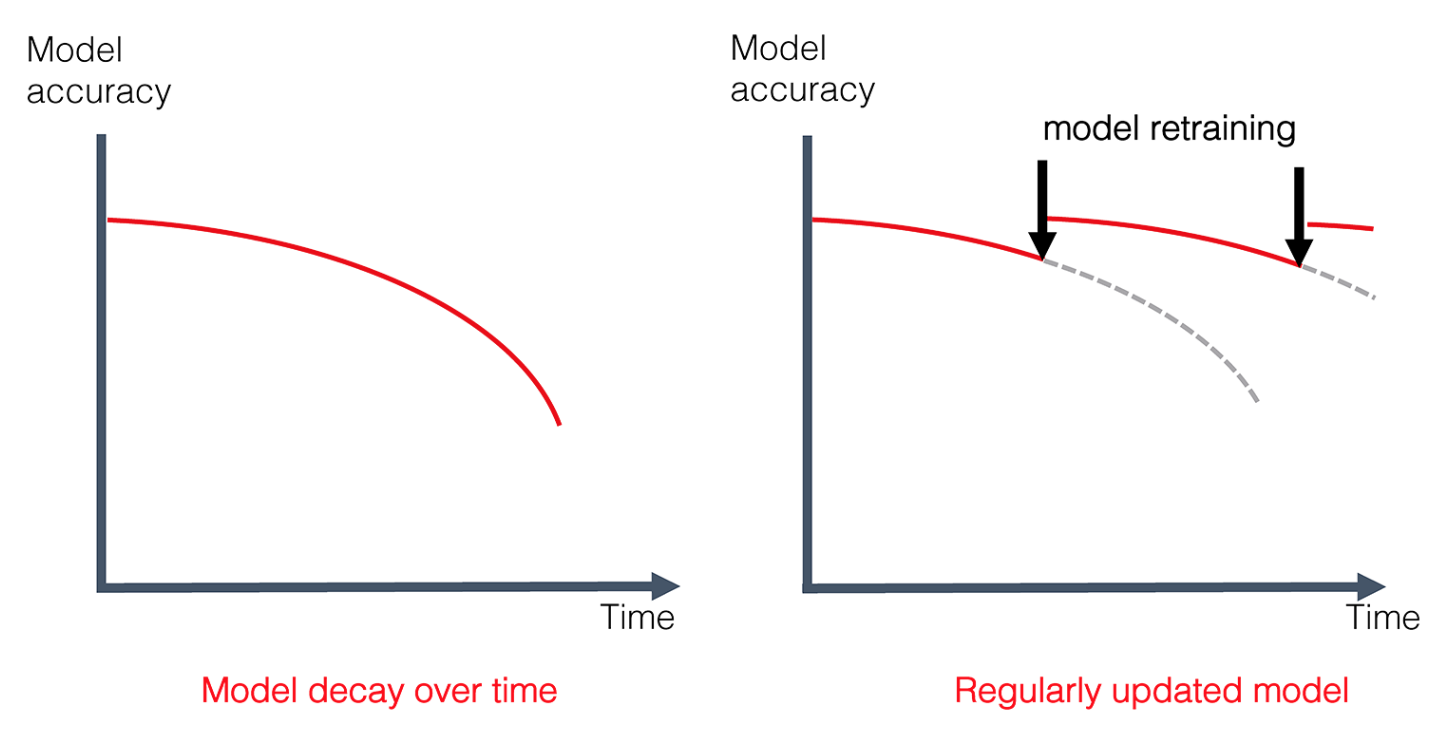 Model
accuracy
Time
Model decay over time
Model
accuracy
model retraining
Time
Regularly updated model